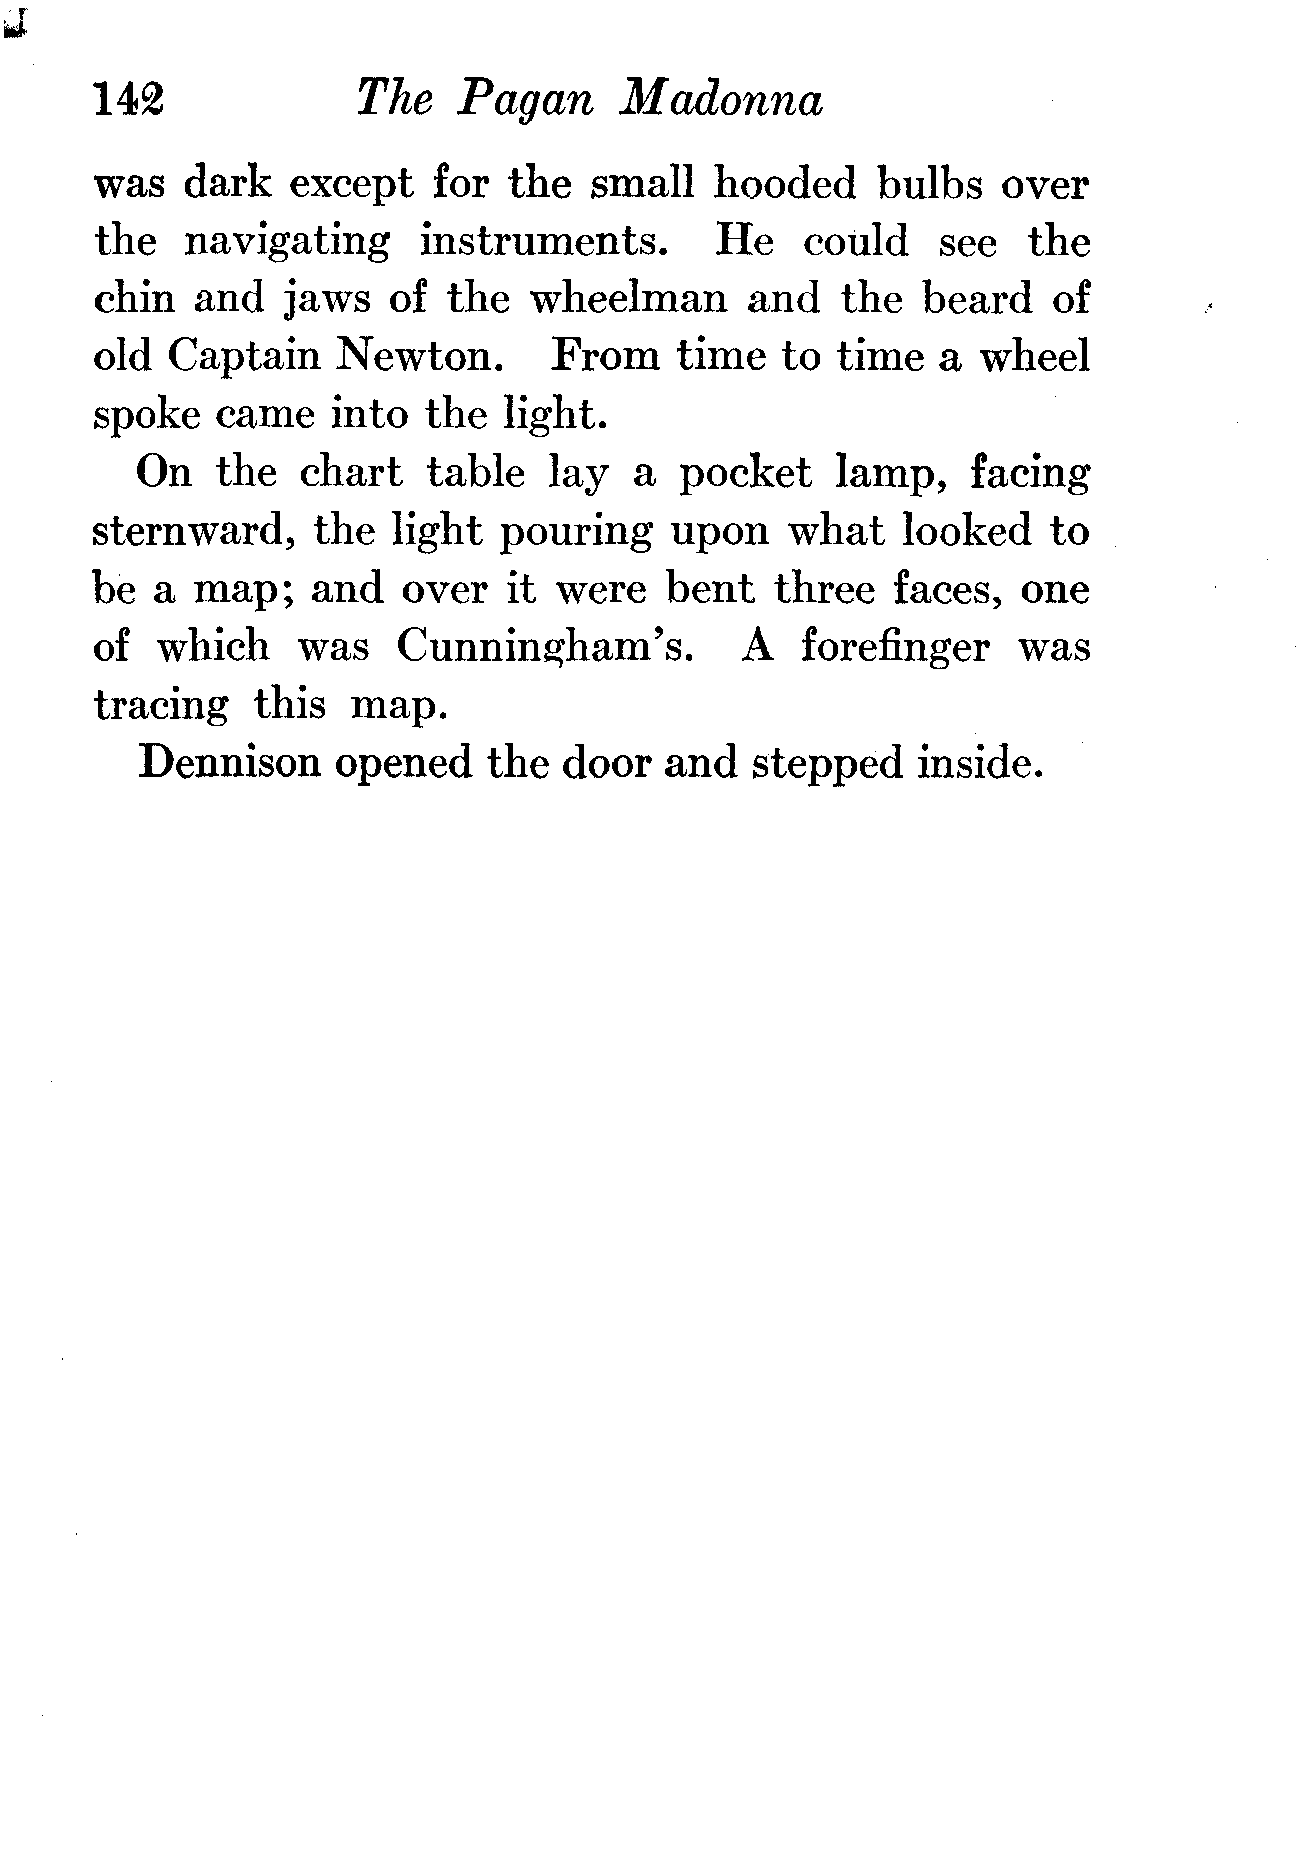 142 The Pagan Madonna
was dark except for the small hooded bulbs over
the navigating instruments. He could see the
chin and jaws of the wheelman and the beard of
old Captain Newton. From time to time a wheel
spoke came into the light.
On the chart table lay a pocket lamp, facing
sternward, the light pouring upon what looked to
be a map; and over it were bent three faces, one
of which was Cunningham's. A forefinger was
tracing this map.
Dennison opened the door and stepped inside.